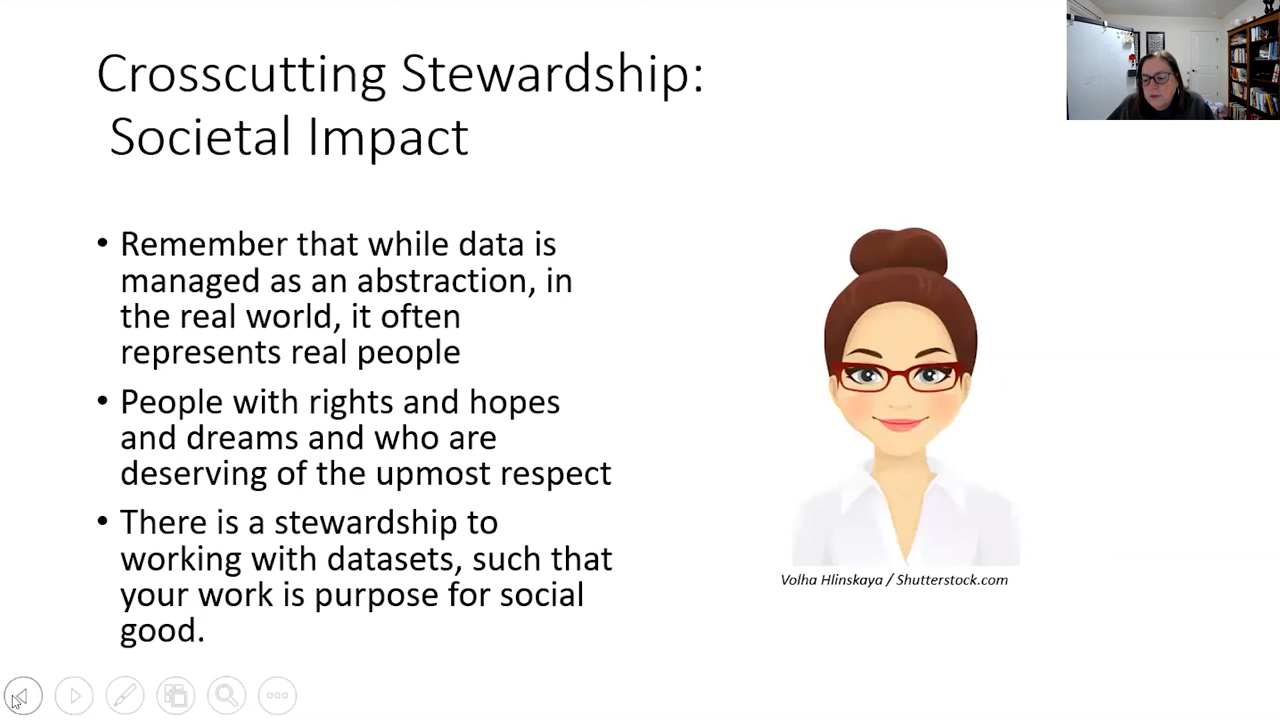 Crosscutting Stewardship:
Societal Impact
• Remember that while data is
managed as an abstraction, in
the real world, it often
represents real people
• People with rights and hopes
and dreams and who are
deserving of the upmost respect
• There is a stewardship to
working with datasets, such that
your work is purpose for social
good.
Volha Hlinskaya / Shutterstock.com